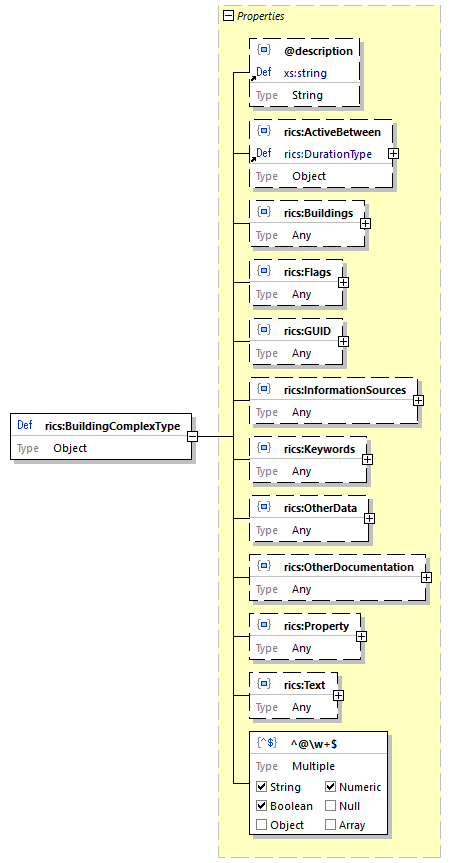 Properties
@description
Def xs:string
Type String
rics:ActiveBetween
Def rics:DurationType
Type Object
rics:Buildings
Type Any
rics:Flags
Type Any
rics:GUID
Type Any
rics:InformationSources
Type Any
Def rics:BuildingComplexType
Type Object
rics:Keywords
Type Any
rics:OtherData
Type Any
rics:OtherDocumentation
Type Any
rics:Property
Type Any
rics:Text
Type Any
{^$} ^@\w+$
Type Multiple
String Numeric
Boolean Null
Object Array